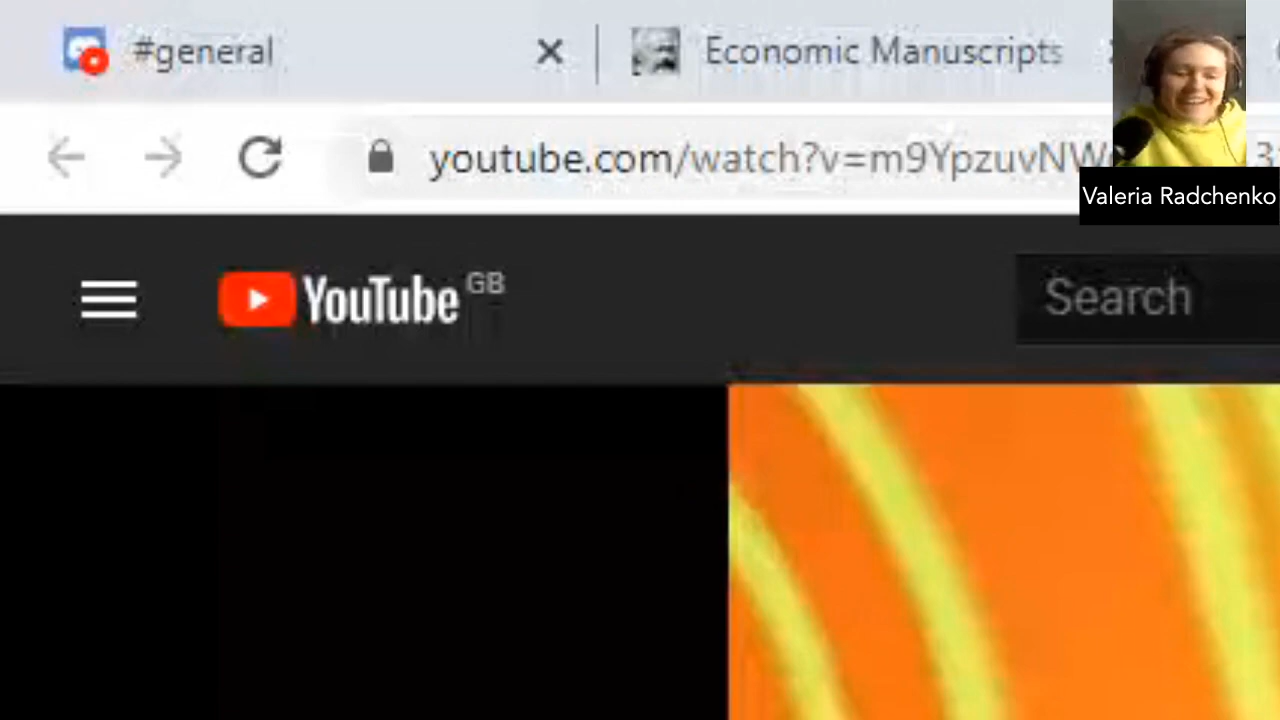 #general
Economic Manuscripts
youtube.com/watch?v=m9YpzuvNW
Valeria Radchenko
YouTube GB
Search